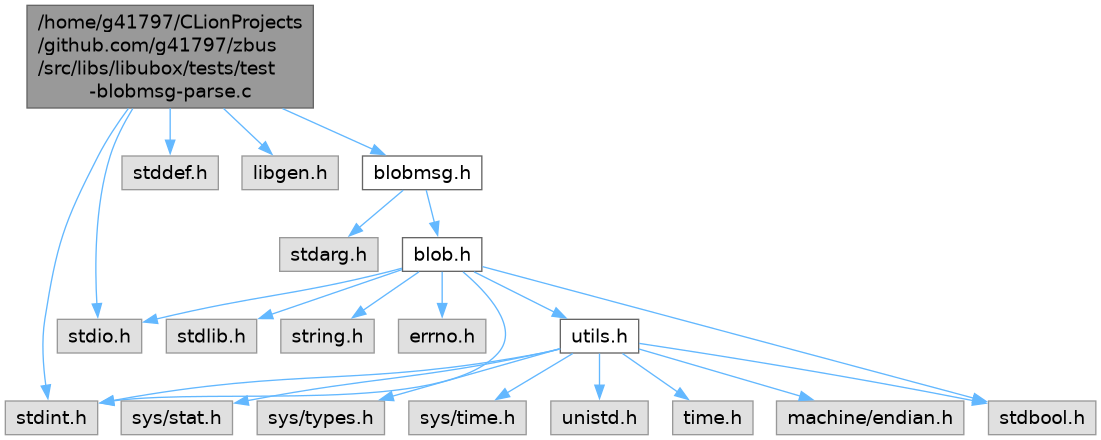 /home/g41797/CLionProjects
/github.com/g41797/zbus
/src/libs/libubox/tests/test
-blobmsg-parse.c
stddef.h
libgen.h
blobmsg.h
stdarg.h
blob.h
stdio.h
stdlib.h
string.h
errno.h
utils.h
stdint.h
sys/stat.h
sys/types.h
sys/time.h
unistd.h
time.h
machine/endian.h
stdbool.h